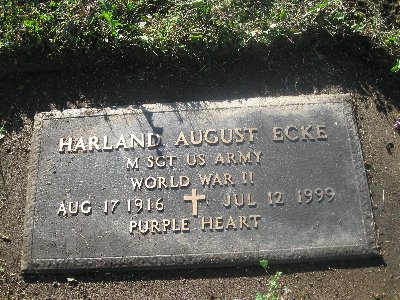 HARLAND AUGUST ECKE
M SGT US ARMY
WORLD WAR II
AUG 17 1916 JUL 12 1999
PURPLE HEART